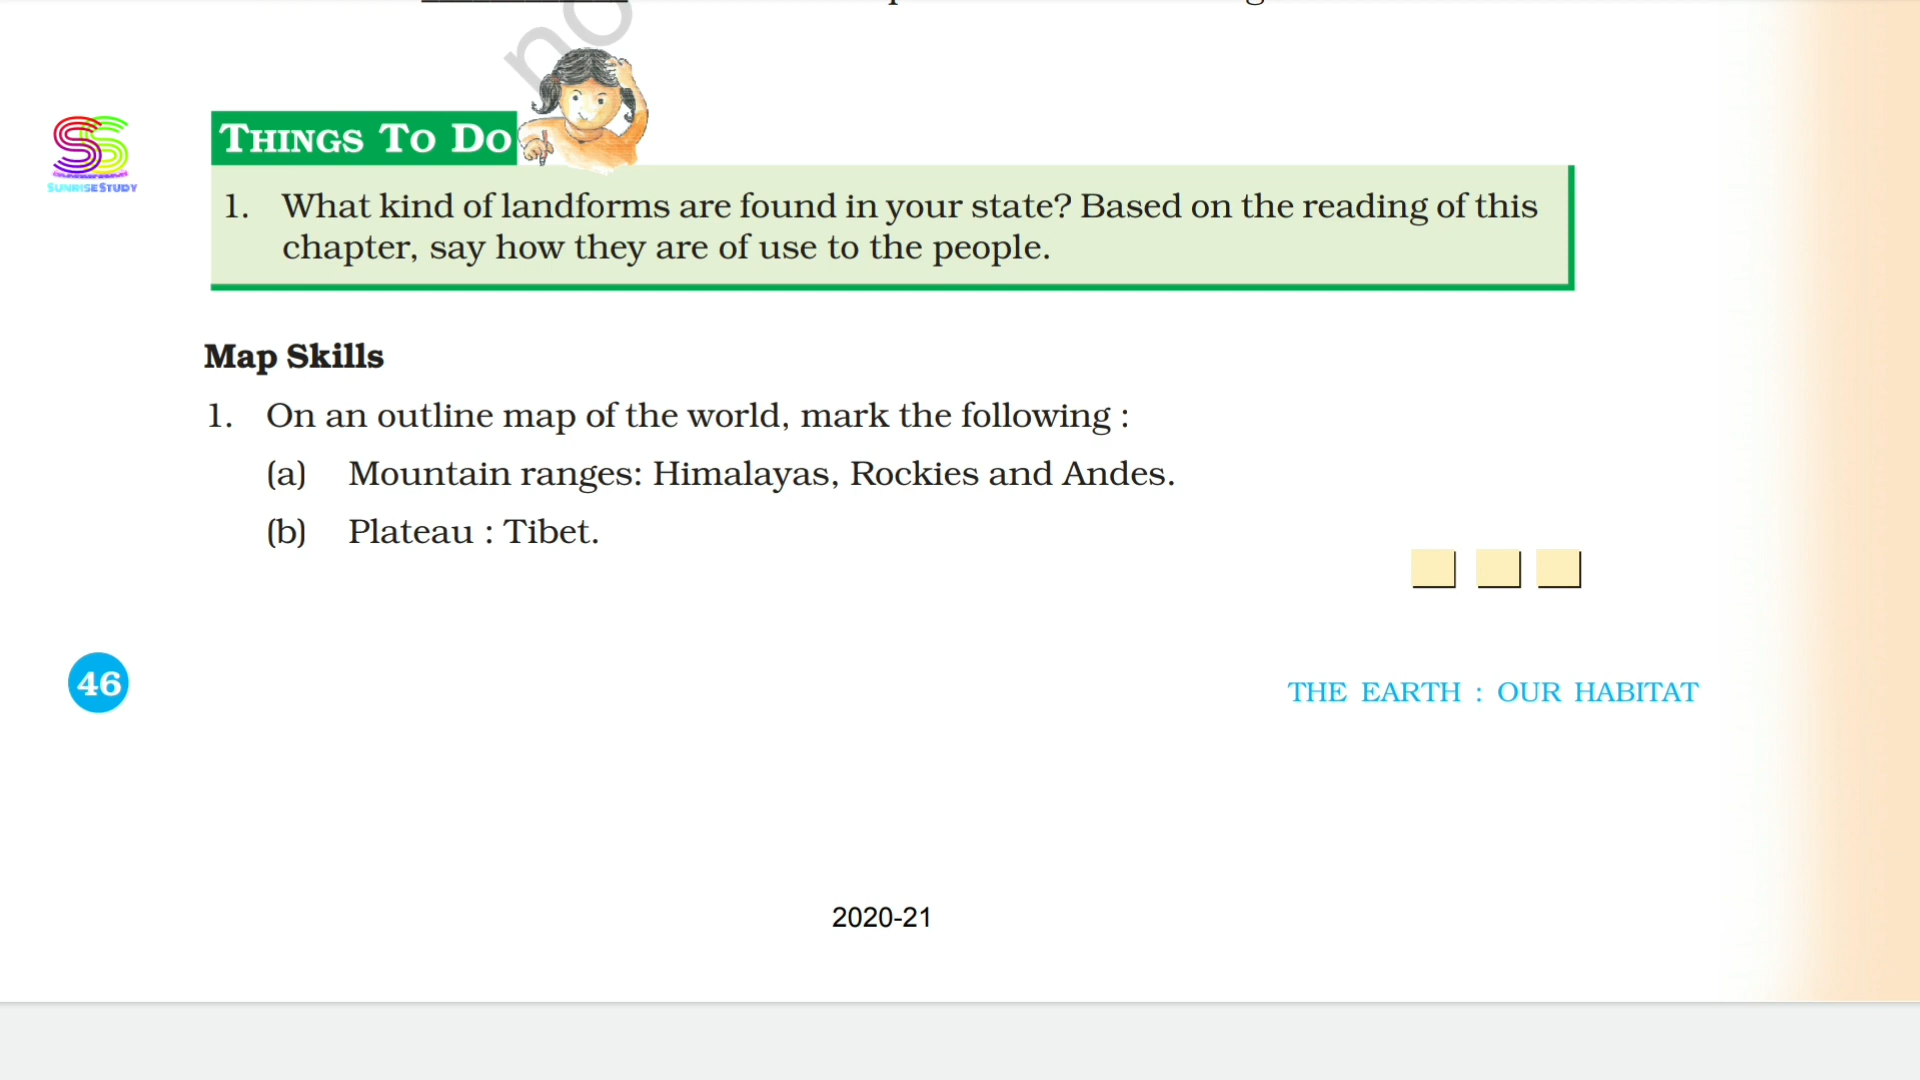 no
THINGS TO DO
SUNRISESTUDY
1. What kind of landforms are found in your state? Based on the reading of this
chapter, say how they are of use to the people.
Map Skills
1. On an outline map of the world, mark the following :
(a) Mountain ranges: Himalayas, Rockies and Andes.
(b) Plateau : Tibet.
46
THE EARTH : OUR HABITAT
2020-21